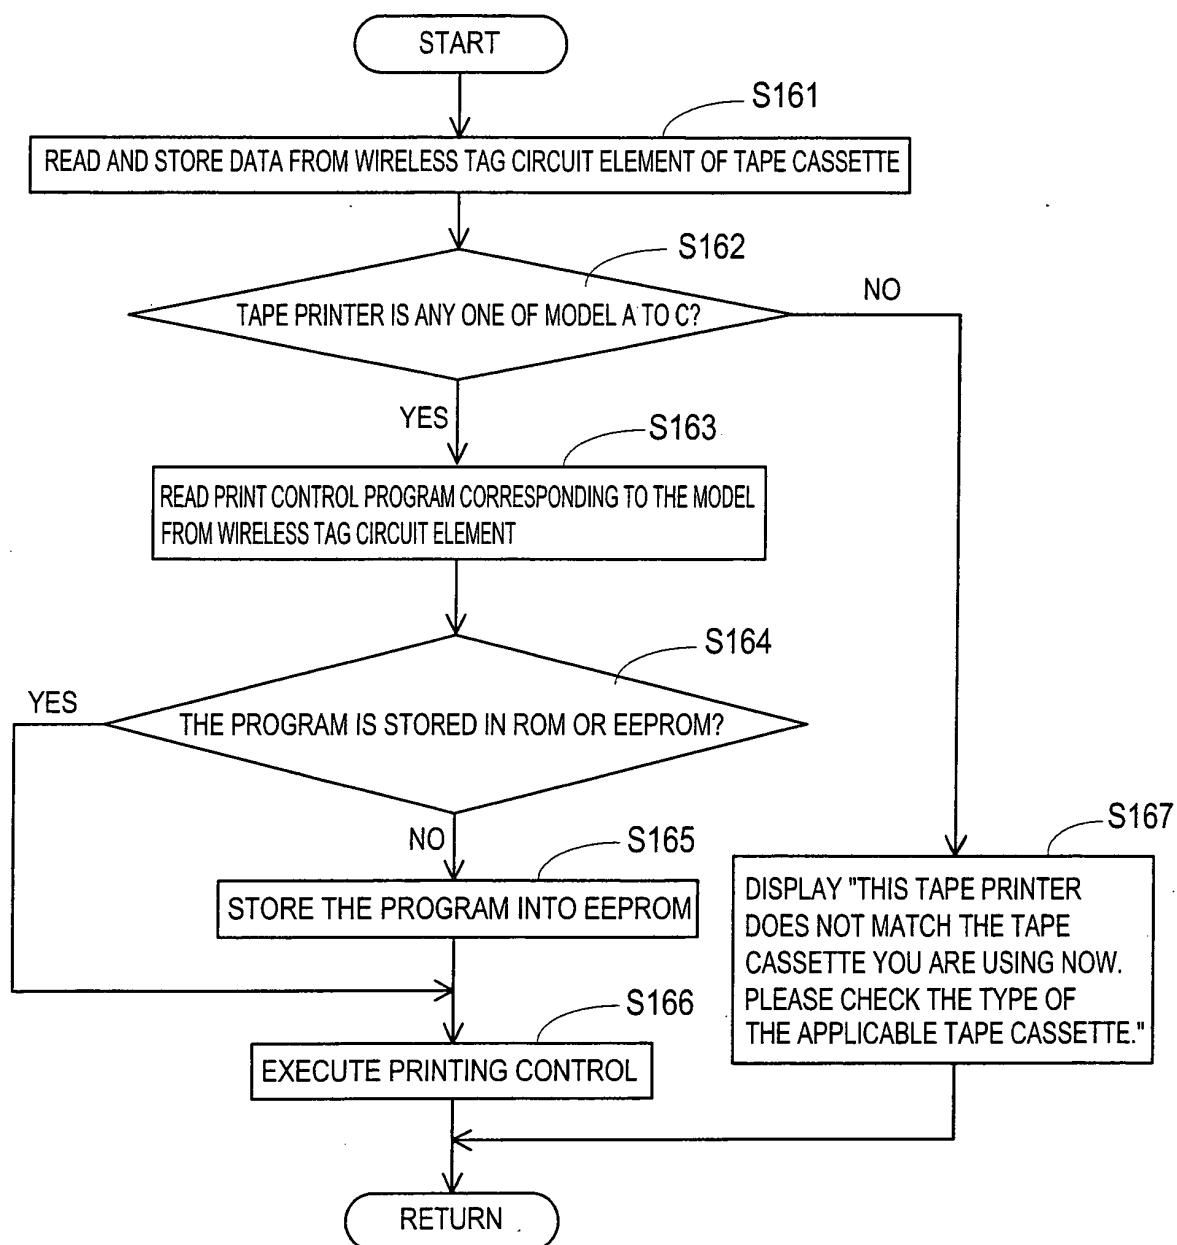 START
S161
READ AND STORE DATA FROM WIRELESS TAG CIRCUIT ELEMENT OF TAPE CASSETTE
S162
TAPE PRINTER IS ANY ONE OF MODEL A TO C?
NO
YES
S163
READ PRINT CONTROL PROGRAM CORRESPONDING TO THE MODEL
FROM WIRELESS TAG CIRCUIT ELEMENT
S164
YES
THE PROGRAM IS STORED IN ROM OR EEPROM?
NO
S165
STORE THE PROGRAM INTO EEPROM
S167
DISPLAY "THIS TAPE PRINTER
DOES NOT MATCH THE TAPE
CASSETTE YOU ARE USING NOW.
PLEASE CHECK THE TYPE OF
THE APPLICABLE TAPE CASSETTE."
S166
EXECUTE PRINTING CONTROL
RETURN